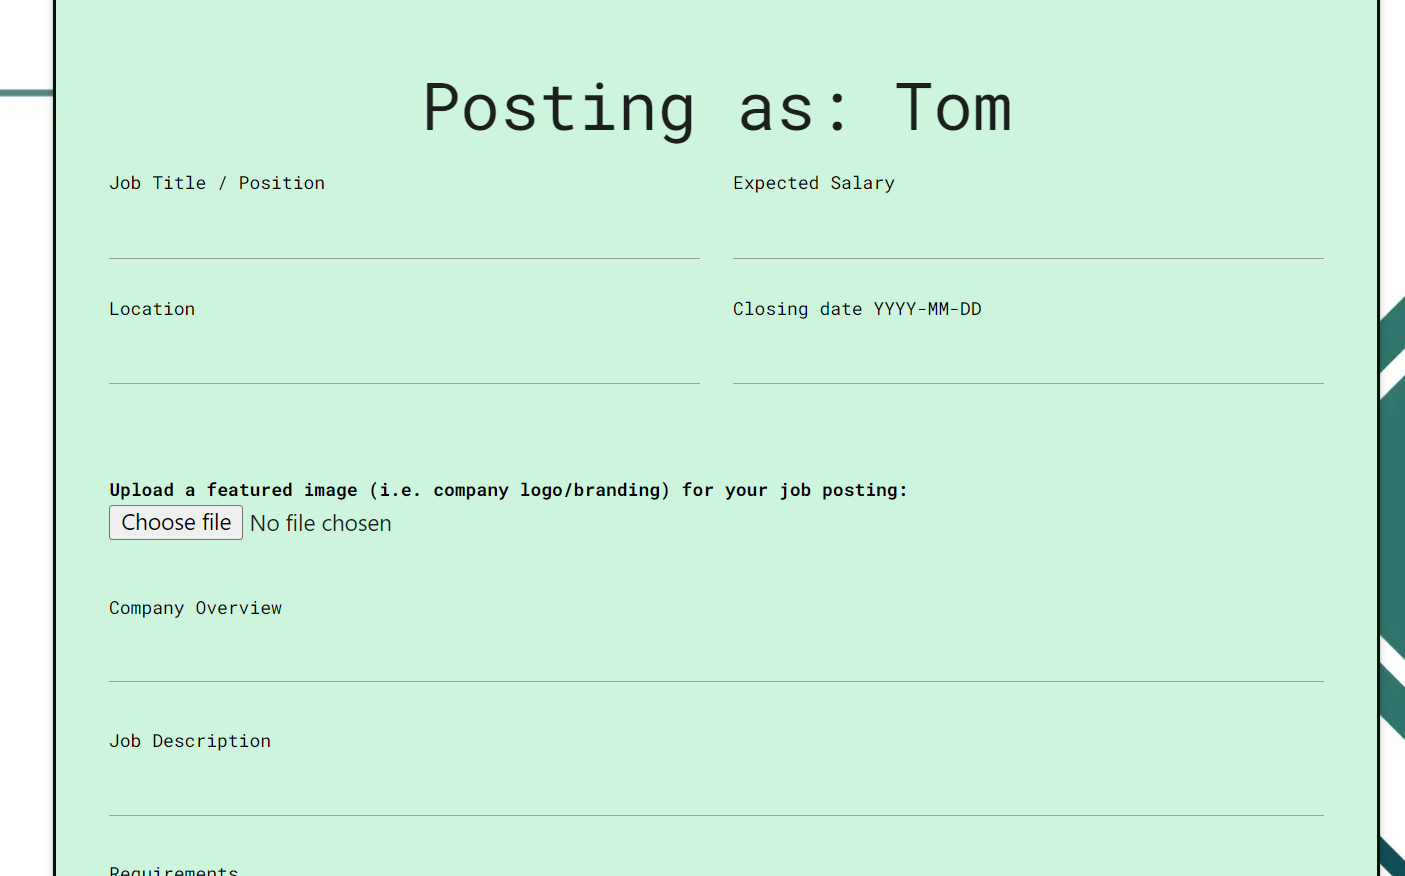 Posting as: Tom
Job Title / Position
Expected Salary
Location
Closing date YYYY-MM-DD
Upload a featured image (i.e. company logo/branding) for your job posting:
Choose file No file chosen
Company Overview
Job Description
Requirements